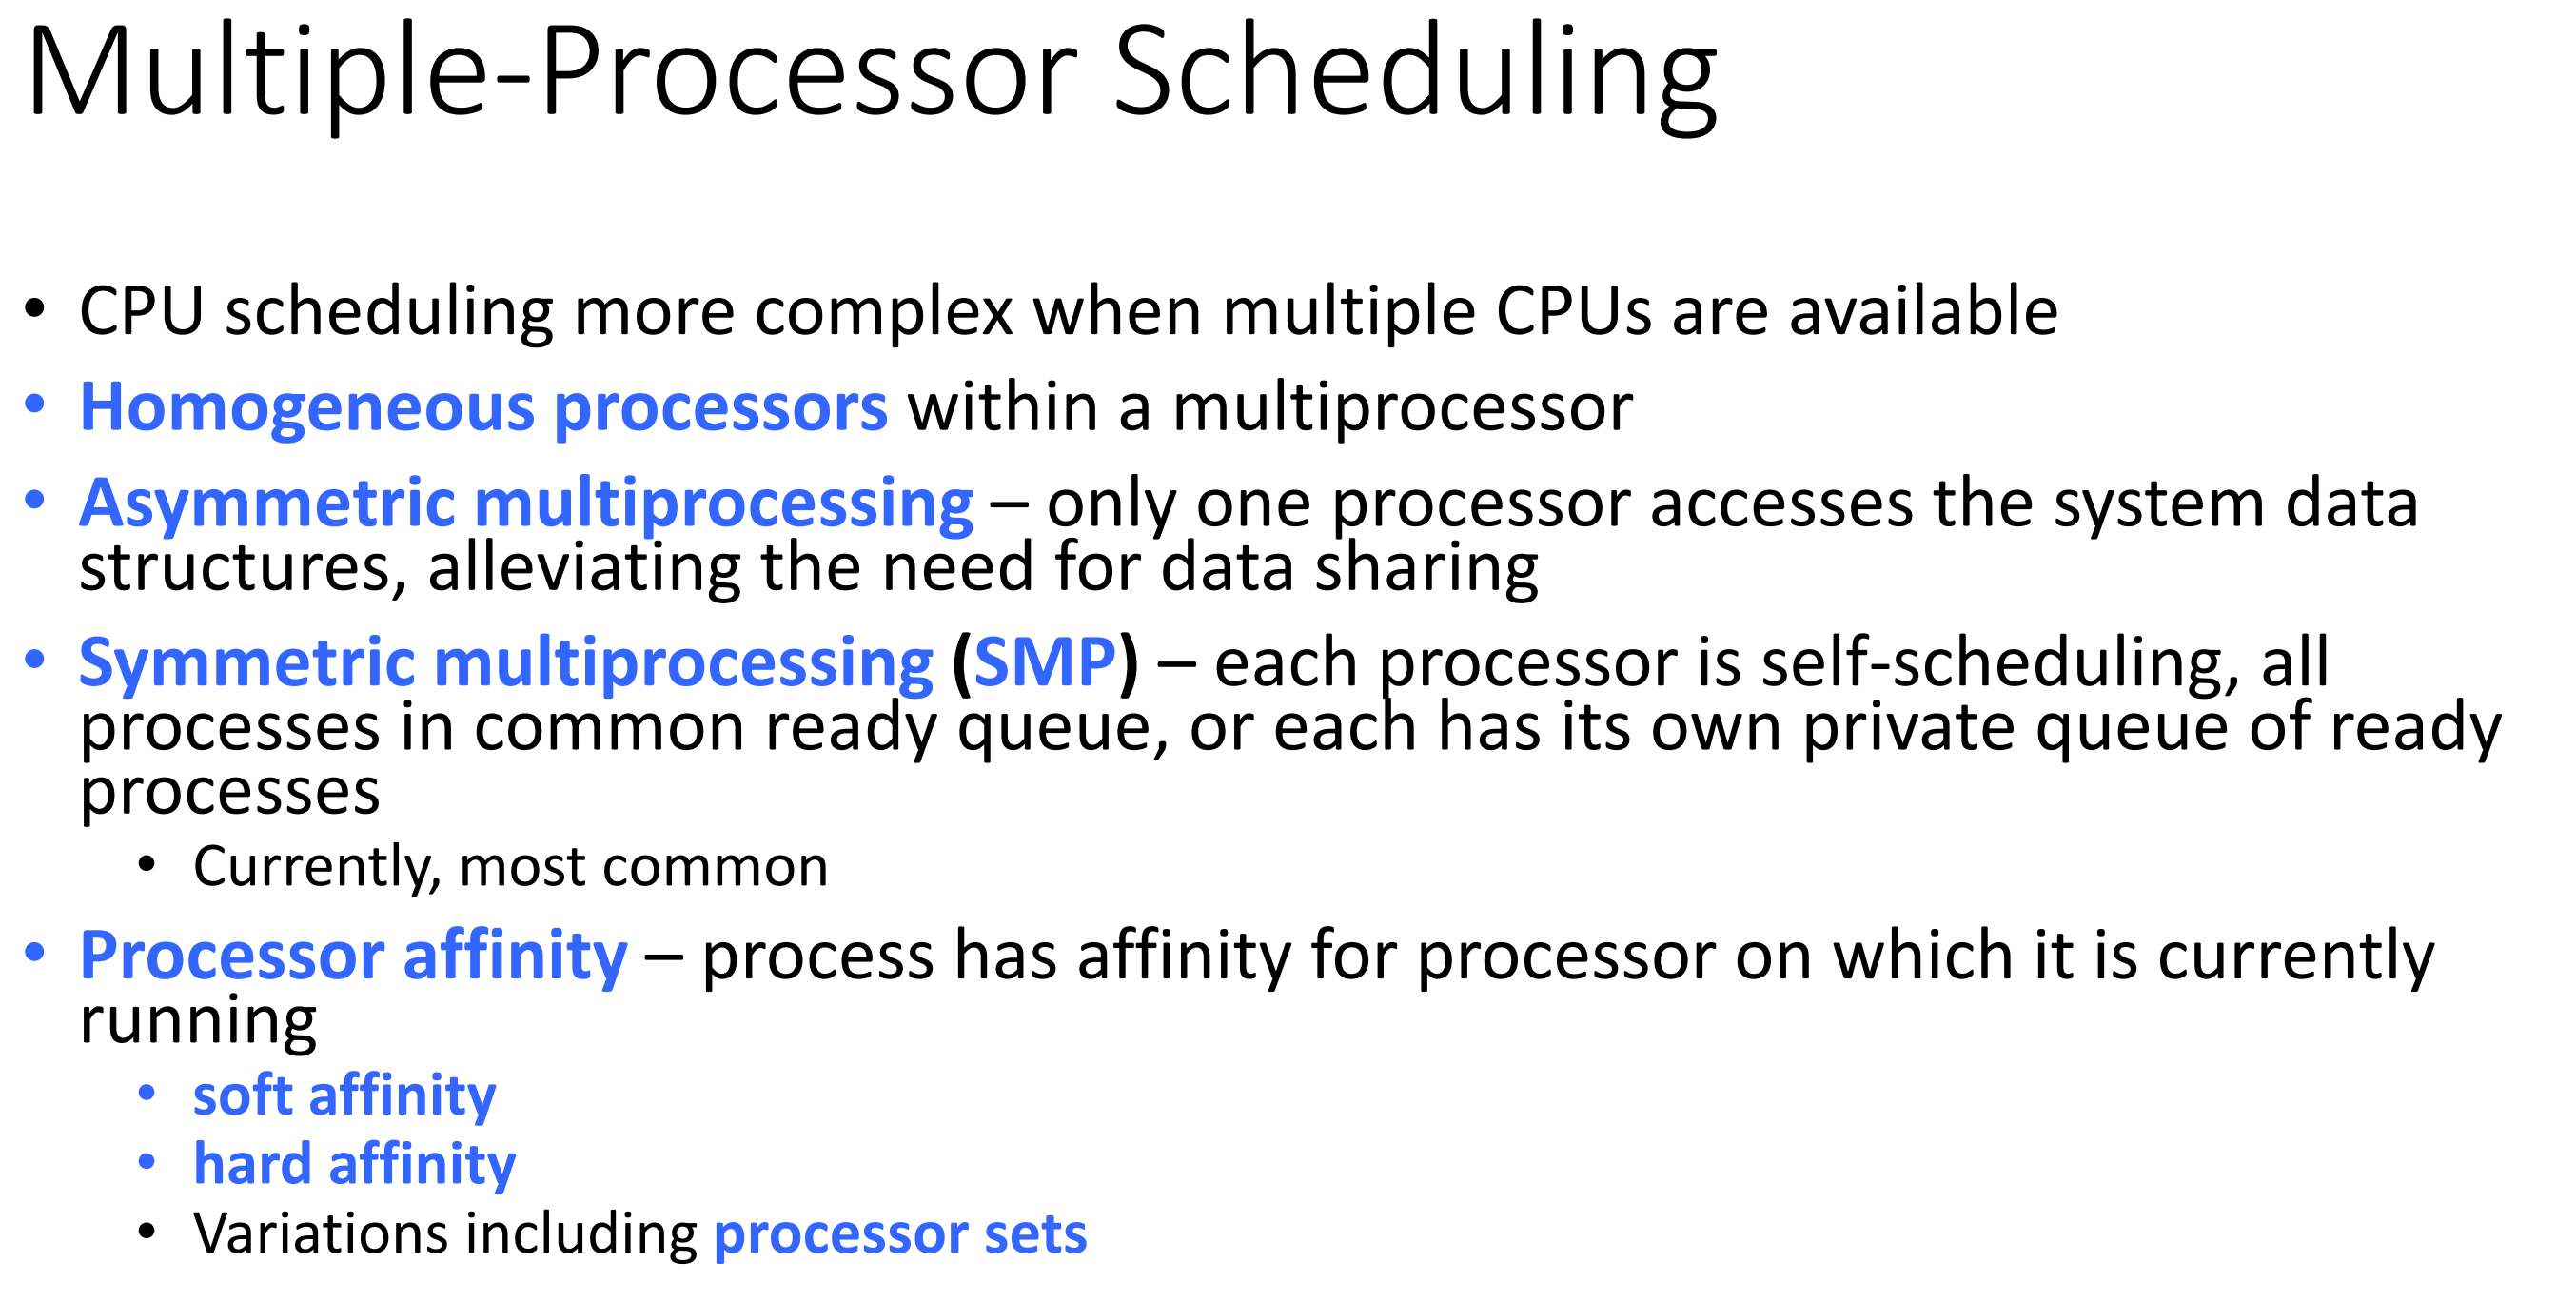 Multiple-Processor Scheduling
• CPU scheduling more complex when multiple CPUs are available
• Homogeneous processors within a multiprocessor
• Asymmetric multiprocessing – only one processor accesses the system data
structures, alleviating the need for data sharing
• Symmetric multiprocessing (SMP) – each processor is self-scheduling, all
processes in common ready queue, or each has its own private queue of ready
processes
• Currently, most common
• Processor affinity – process has affinity for processor on which it is currently
running
• soft affinity
• hard affinity
• Variations including processor sets